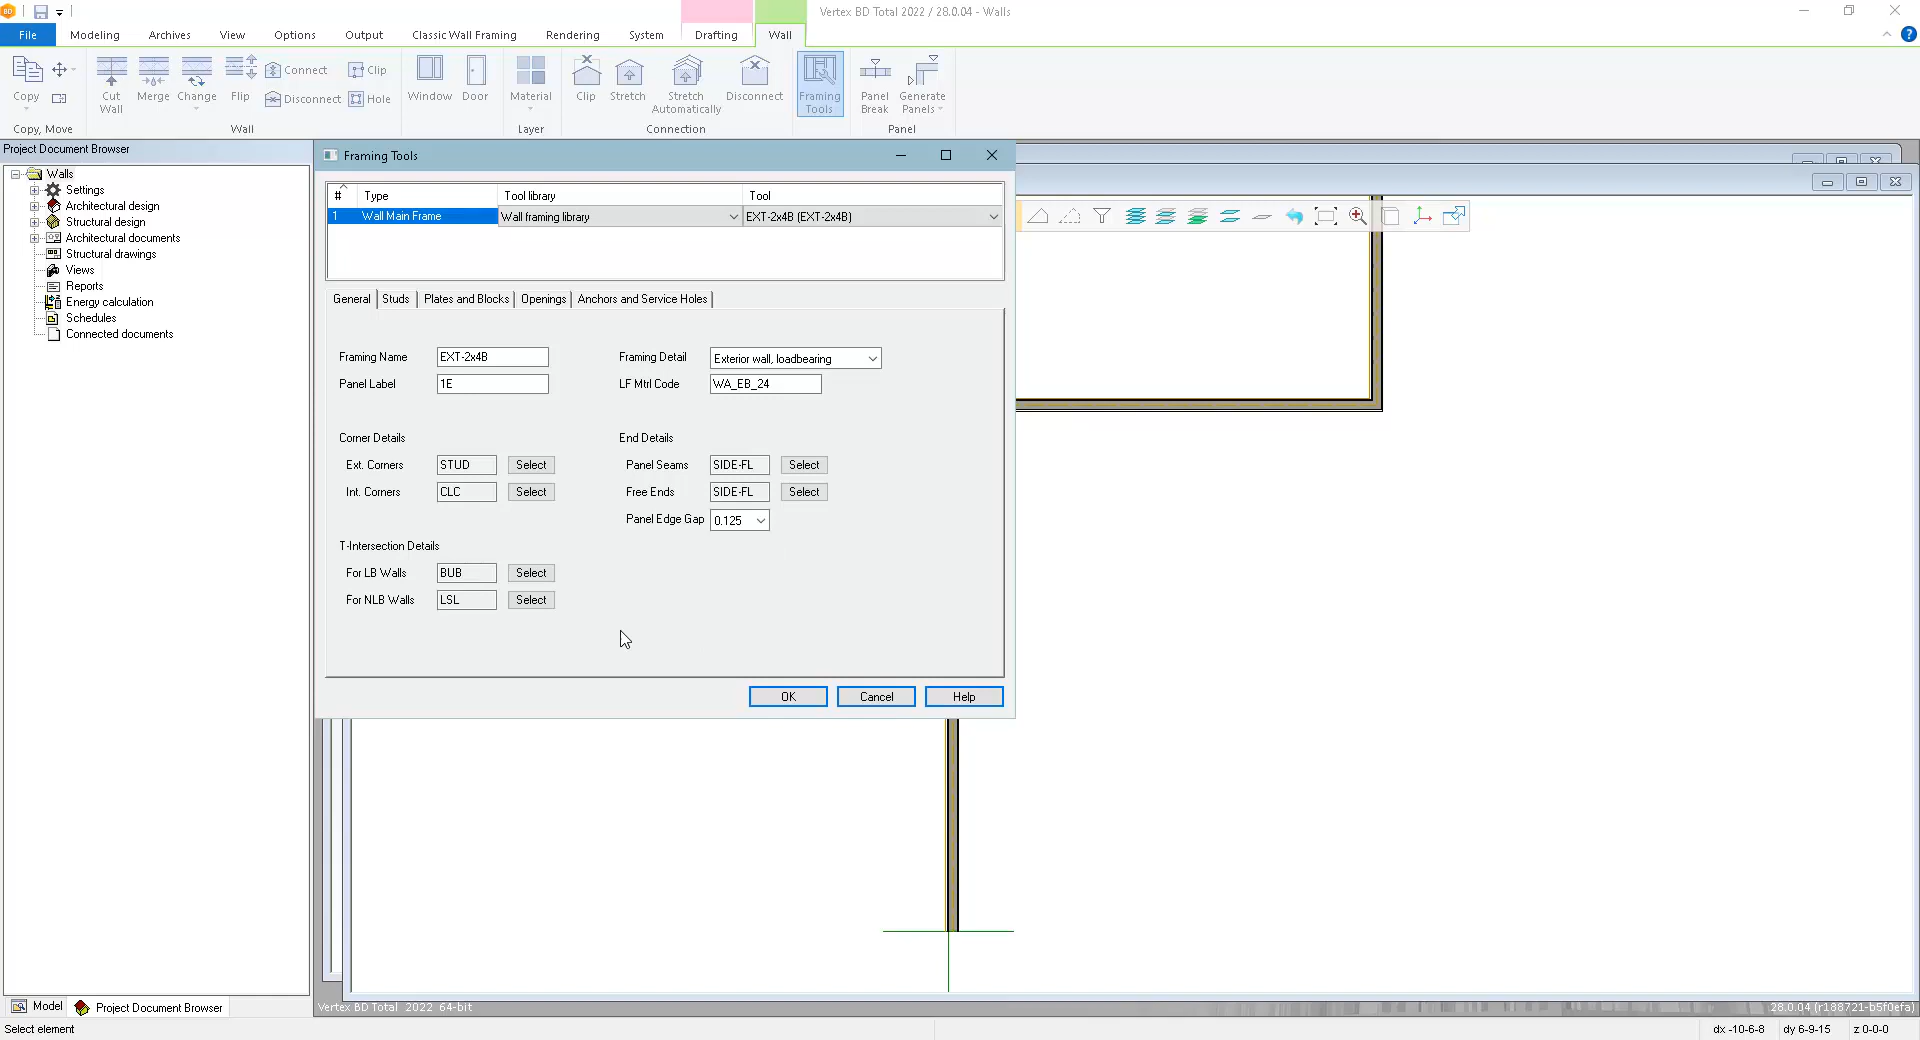 BD
Vertex BD Total 2022 / 28.0.04 - Walls
File Modeling Archives View Options Output Classic Wall Framing Rendering System Drafting Wall
?
Copy
Cut Wall
Merge
Change
Flip
Connect
Disconnect
Clip
Hole
Window
Door
Material
Clip
Stretch
Stretch Automatically
Disconnect
Framing Tools
Panel Break
Generate Panels
Copy, Move
Wall
Layer
Connection
Panel
Project Document Browser
Walls
Settings
Architectural design
Structural design
Architectural documents
Structural drawings
Views
Reports
Energy calculation
Schedules
Connected documents
Framing Tools
# Type Tool library Tool
1 Wall Main Frame Wall framing library EXT-2x4B (EXT-2x4B)
General Studs Plates and Blocks Openings Anchors and Service Holes
Framing Name EXT-2x4B Framing Detail Exterior wall, loadbearing
Panel Label 1E LF Mtrl Code WA_EB_24
Corner Details End Details
Ext. Corners STUD Select Panel Seams SIDE-FL Select
Int. Corners CLC Select Free Ends SIDE-FL Select
Panel Edge Gap 0.125
T-Intersection Details
For LB Walls BUB Select
For NLB Walls LSL Select
OK Cancel Help
Model Project Document Browser
Vertex BD Total 2022 64-bit
28.0.04 (r188721-b5f0efa)
Select element
dx -10-6-8 dy 6-9-15 z 0-0-0